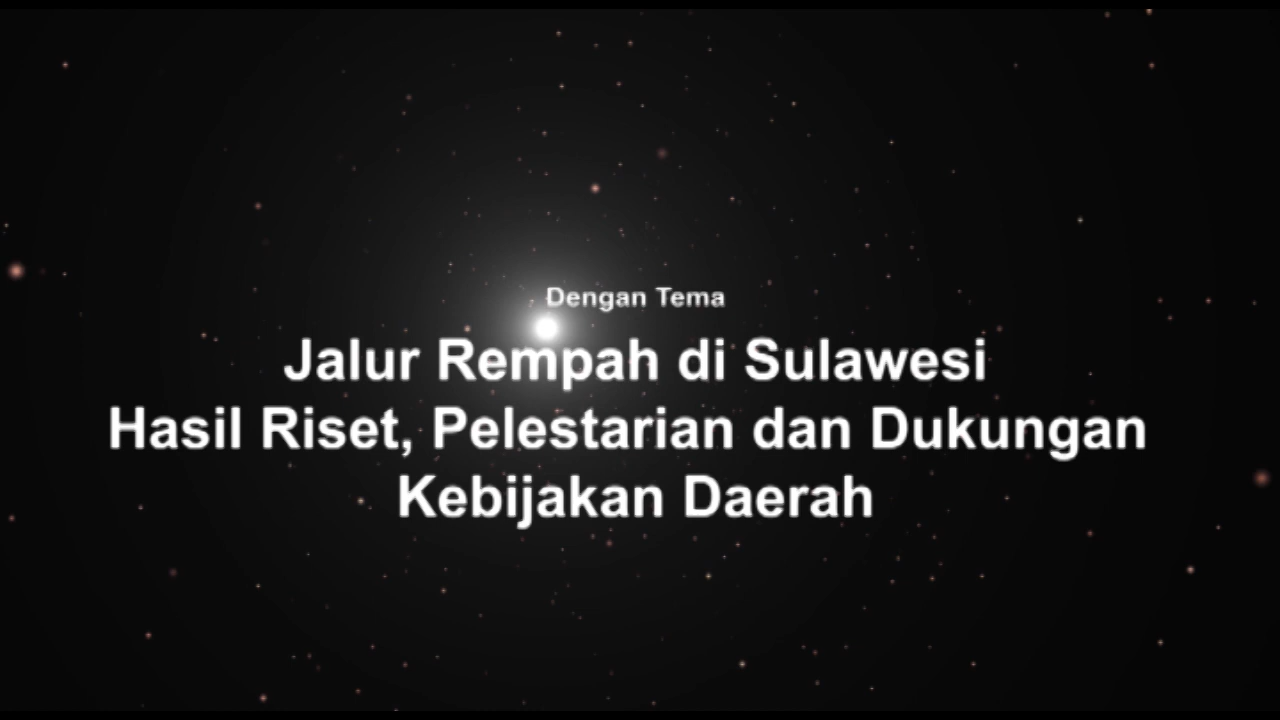 Dengan Tema
Jalur Rempah di Sulawesi
Hasil Riset, Pelestarian dan Dukungan
Kebijakan Daerah